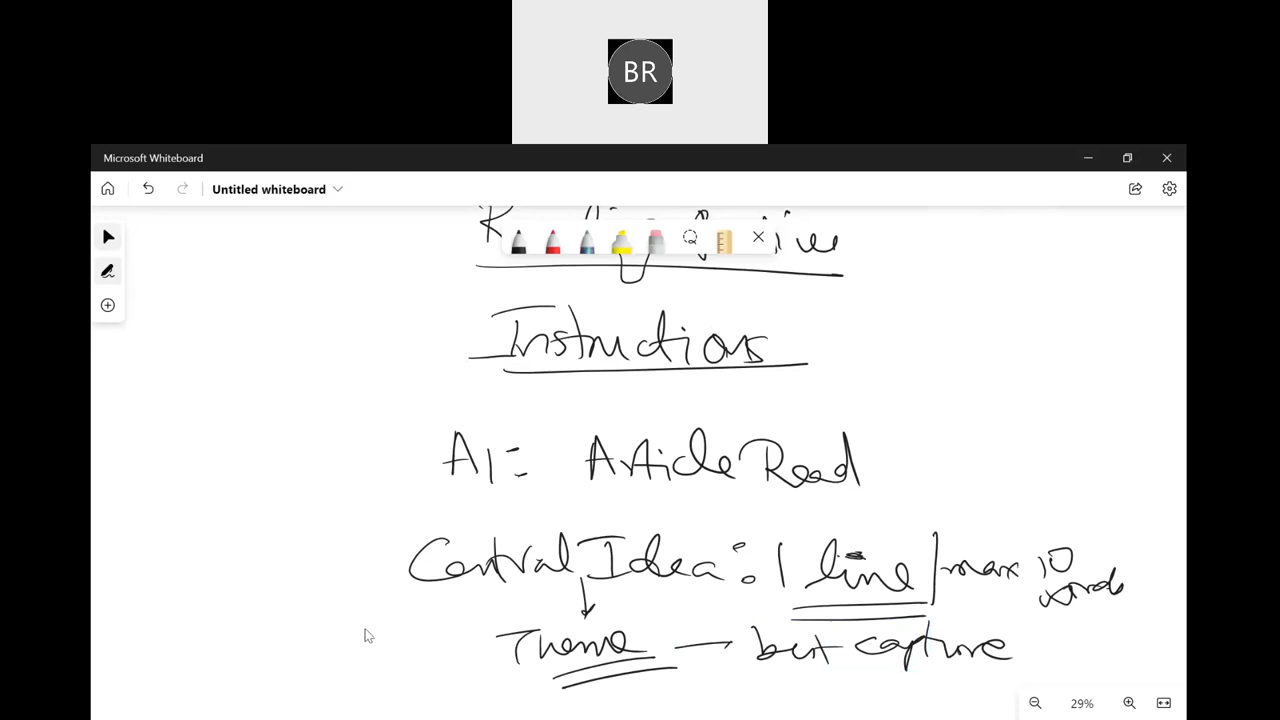 BR
Microsoft Whiteboard
Untitled whiteboard
Instructions
A1: Article Read
Central Idea: 1 line / max 10 words
Theme — but capture
29%